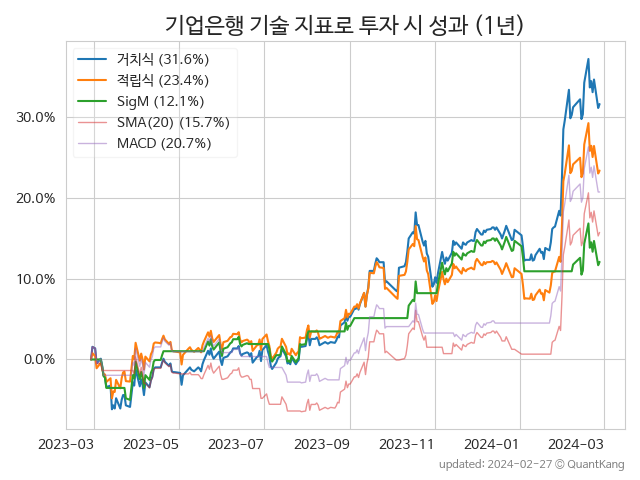 기업은행 기술 지표로 투자 시 성과 (1년)
거치식 (31.6%)
적립식 (23.4%)
SigM (12.1%)
SMA(20) (15.7%)
MACD (20.7%)
30.0%
20.0%
10.0%
0.0%
2023-03 2023-05 2023-07 2023-09 2023-11 2024-01 2024-03
updated: 2024-02-27 © QuantKang